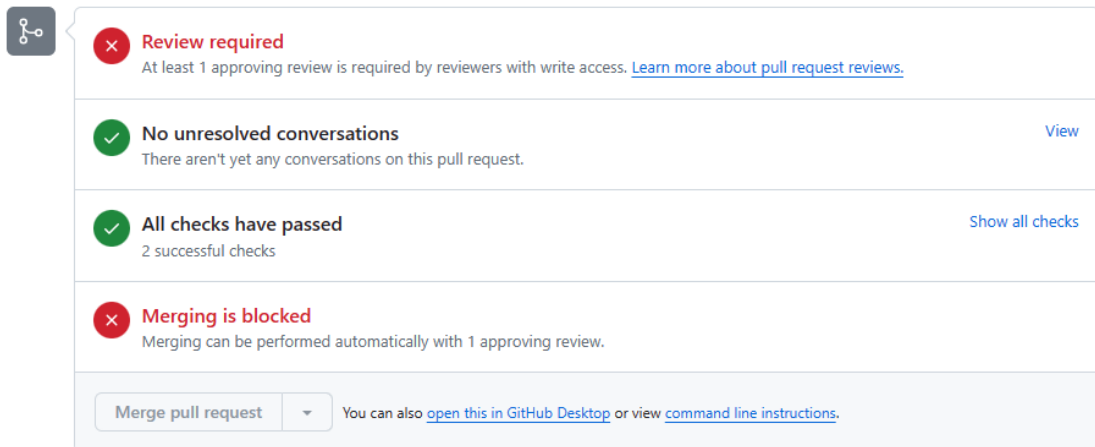 Review required
At least 1 approving review is required by reviewers with write access. Learn more about pull request reviews.
No unresolved conversations
View
There aren't yet any conversations on this pull request.
All checks have passed
Show all checks
2 successful checks
Merging is blocked
Merging can be performed automatically with 1 approving review.
Merge pull request
You can also open this in GitHub Desktop or view command line instructions.